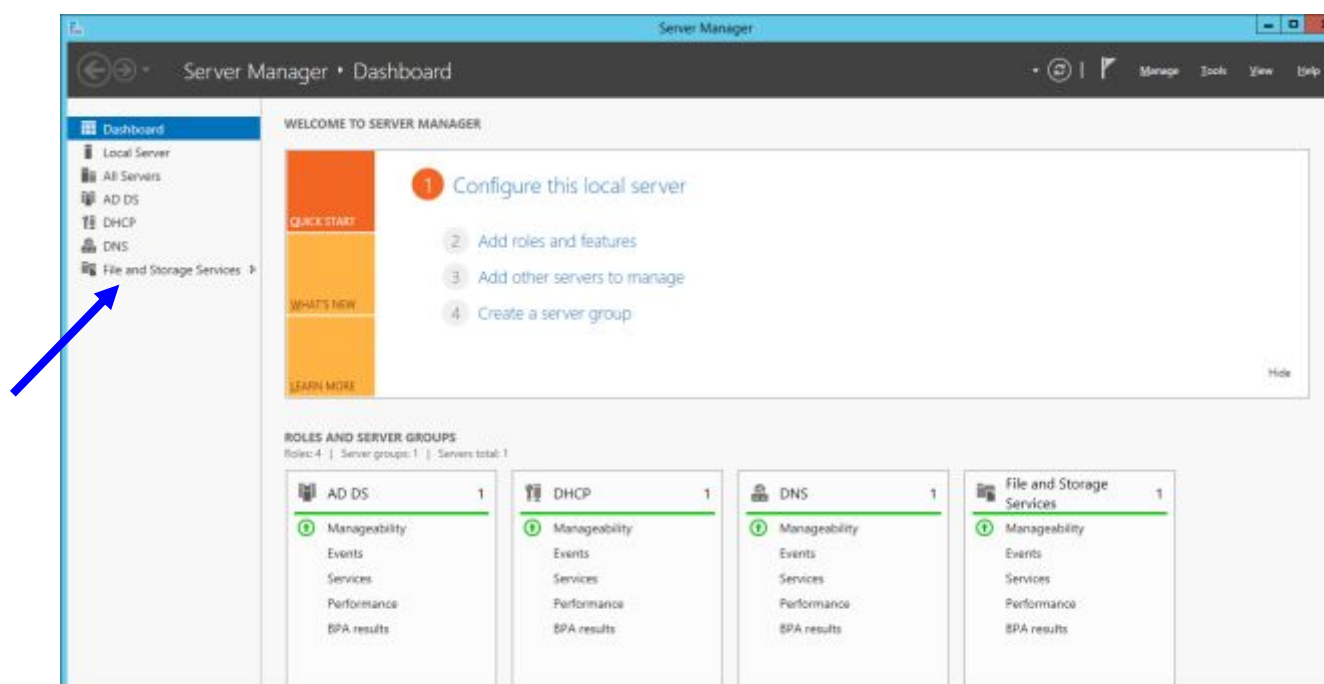 Server Manager
Server Manager • Dashboard
Manage Tools View Help
Dashboard
Local Server
All Servers
AD DS
DHCP
DNS
File and Storage Services
WELCOME TO SERVER MANAGER
QUICK START
WHAT'S NEW
LEARN MORE
1 Configure this local server
2 Add roles and features
3 Add other servers to manage
4 Create a server group
Hide
ROLES AND SERVER GROUPS
Roles: 4 | Server groups: 1 | Servers total: 1
AD DS 1
Manageability
Events
Services
Performance
BPA results
DHCP 1
Manageability
Events
Services
Performance
BPA results
DNS 1
Manageability
Events
Services
Performance
BPA results
File and Storage
Services 1
Manageability
Events
Services
Performance
BPA results